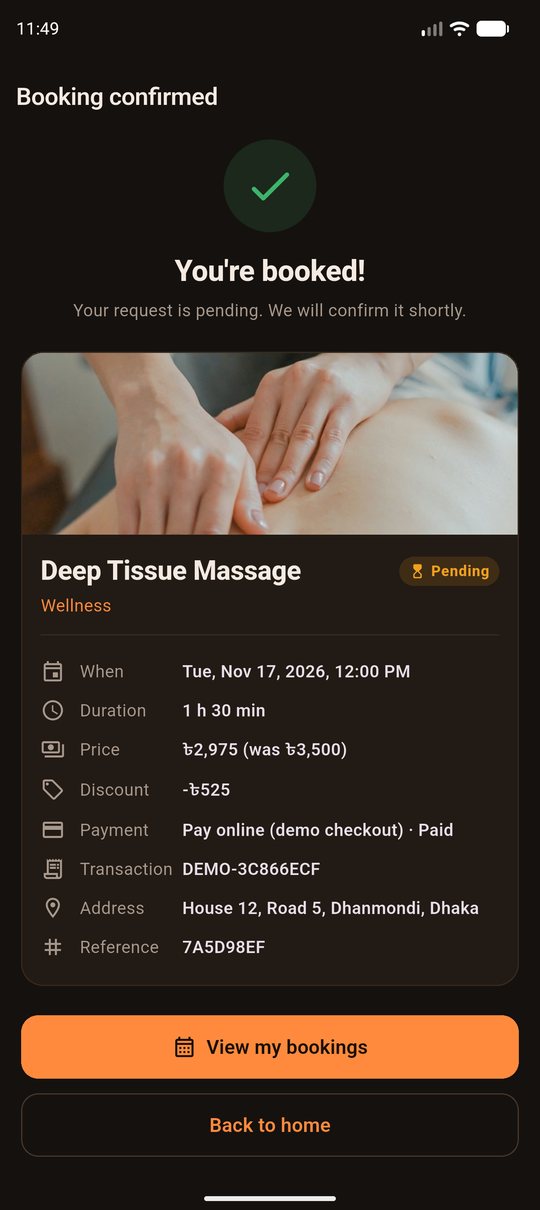 11:49
Booking confirmed
You're booked!
Your request is pending. We will confirm it shortly.
Deep Tissue Massage
Pending
Wellness
When Tue, Nov 17, 2026, 12:00 PM
Duration 1 h 30 min
Price ৳2,975 (was ৳3,500)
Discount -৳525
Payment Pay online (demo checkout) · Paid
Transaction DEMO-3C866ECF
Address House 12, Road 5, Dhanmondi, Dhaka
Reference 7A5D98EF
View my bookings
Back to home